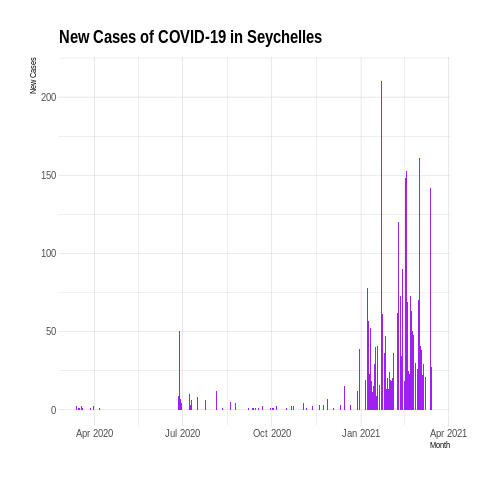 New Cases of COVID-19 in Seychelles
New Cases
200
150
100
50
0
Apr 2020 Jul 2020 Oct 2020 Jan 2021 Apr 2021
Month